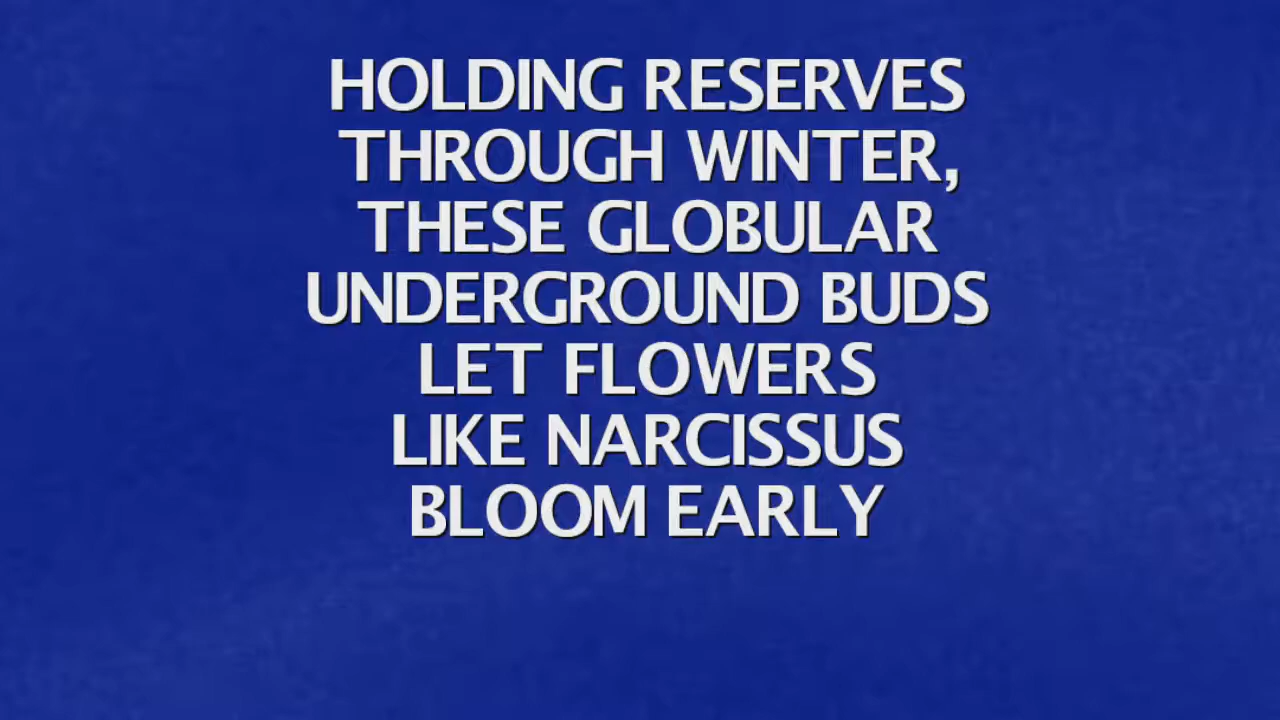 HOLDING RESERVES
THROUGH WINTER,
THESE GLOBULAR
UNDERGROUND BUDS
LET FLOWERS
LIKE NARCISSUS
BLOOM EARLY